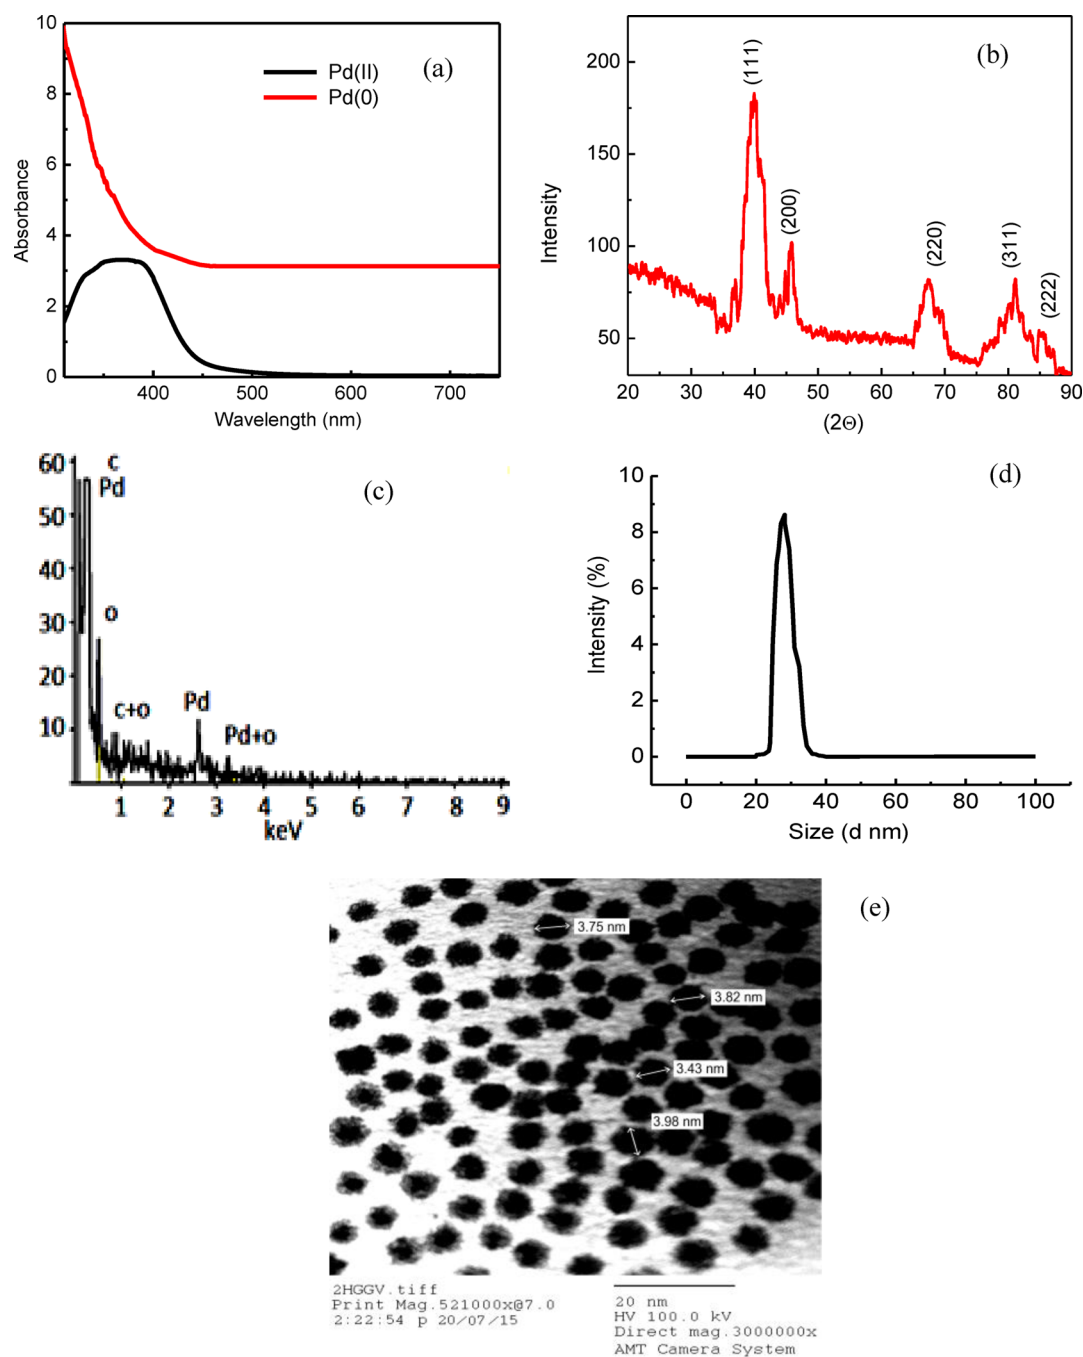 (a)
Pd(II)
Pd(0)
Absorbance
10
8
6
4
2
0
400 500 600 700
Wavelength (nm)
(b)
Intensity
200
150
100
50
(111)
(200)
(220)
(311)
(222)
20 30 40 50 60 70 80 90
(2Θ)
(c)
60
50
40
30
20
10
c
Pd
o
c+o
Pd
Pd+o
1 2 3 4 5 6 7 8 9
keV
(d)
Intensity (%)
10
8
6
4
2
0
0 20 40 60 80 100
Size (d nm)
(e)
3.75 nm
3.82 nm
3.43 nm
3.98 nm
2HGGV.tiff
Print Mag.521000x@7.0
2:22:54 p 20/07/15
20 nm
HV 100.0 kV
Direct mag.3000000x
AMT Camera System